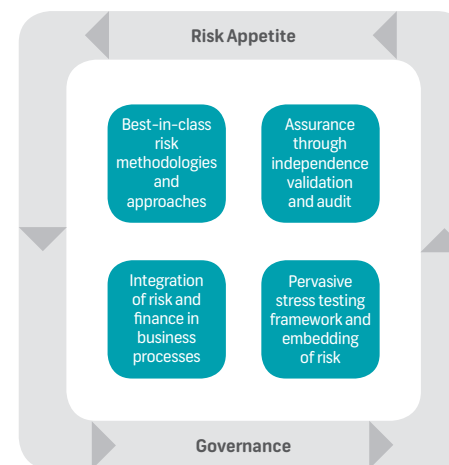 Risk Appetite
Best-in-class
risk
methodologies
and
approaches
Assurance
through
independence
validation
and audit
Integration
of risk and
finance in
business
processes
Pervasive
stress testing
framework and
embedding
of risk
Governance